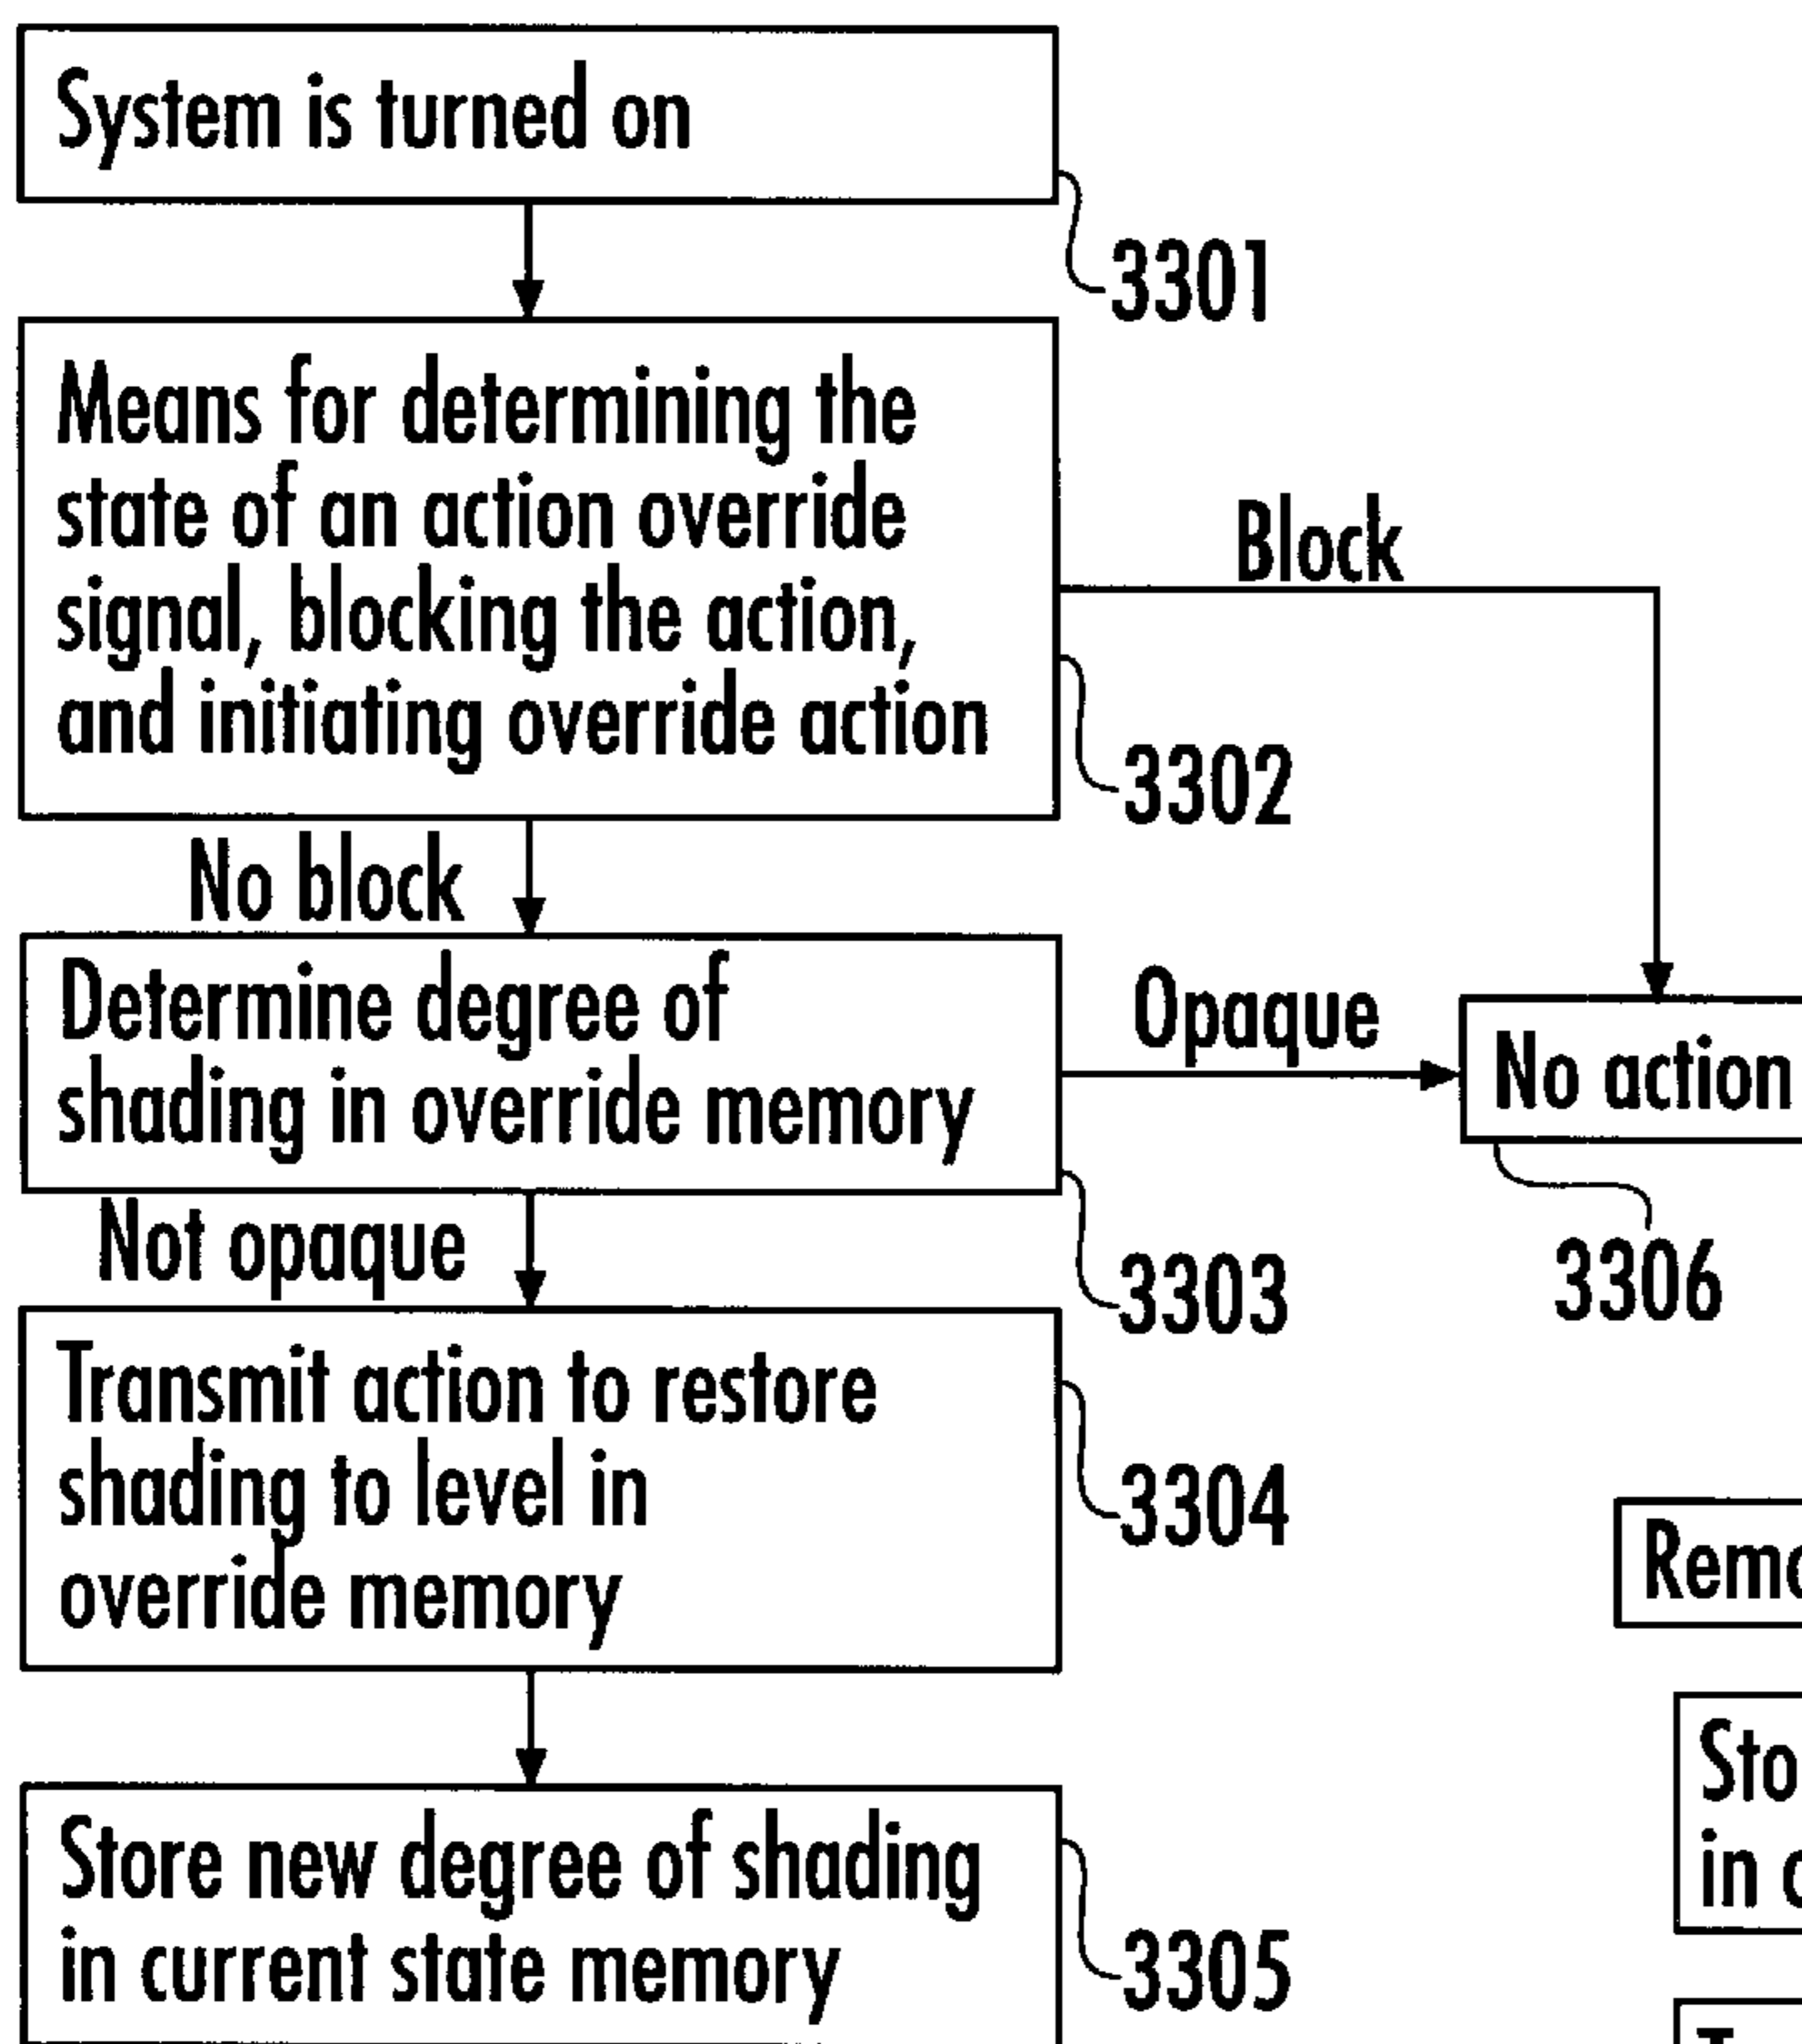 System is turned on
3301
Means for determining the
state of an action override
signal, blocking the action,
and initiating override action
Block
3302
No block
Determine degree of
shading in override memory
Opaque
No action
3303
3306
Not opaque
Transmit action to restore
shading to level in
override memory
3304
Store new degree of shading
in current state memory
3305
in